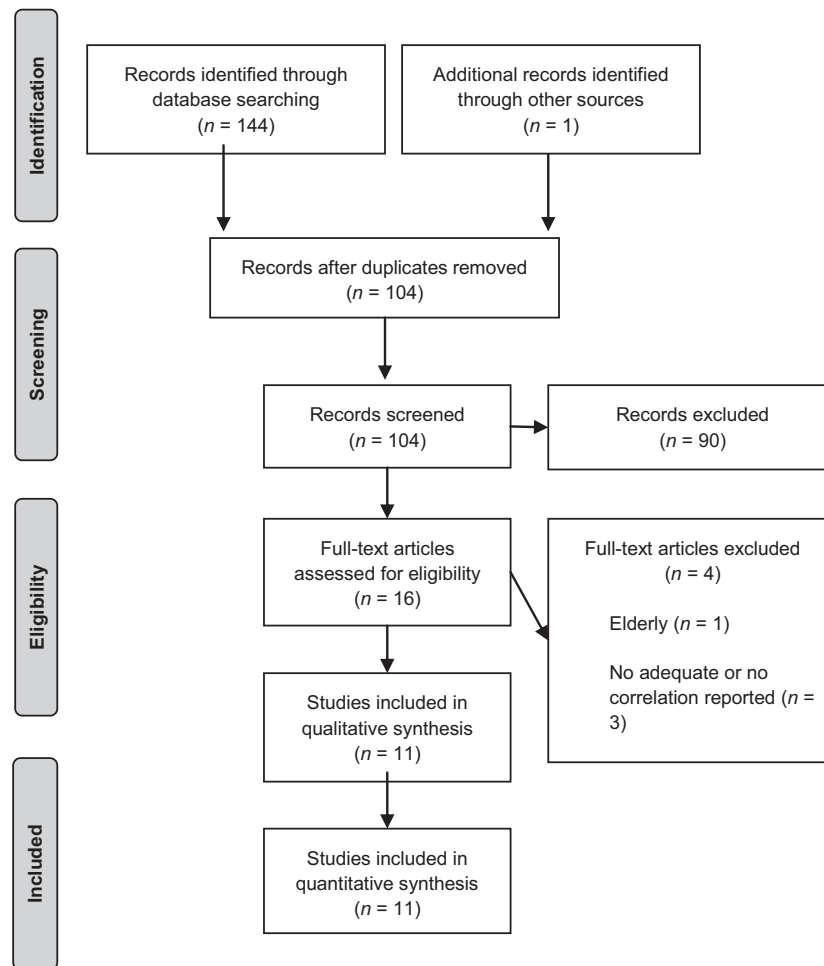 Identification
Records identified through
database searching
(n = 144)
Additional records identified
through other sources
(n = 1)
Screening
Records after duplicates removed
(n = 104)
Records screened
(n = 104)
Records excluded
(n = 90)
Eligibility
Full-text articles
assessed for eligibility
(n = 16)
Full-text articles excluded
(n = 4)
Elderly (n = 1)
No adequate or no
correlation reported (n =
3)
Studies included in
qualitative synthesis
(n = 11)
Included
Studies included in
quantitative synthesis
(n = 11)